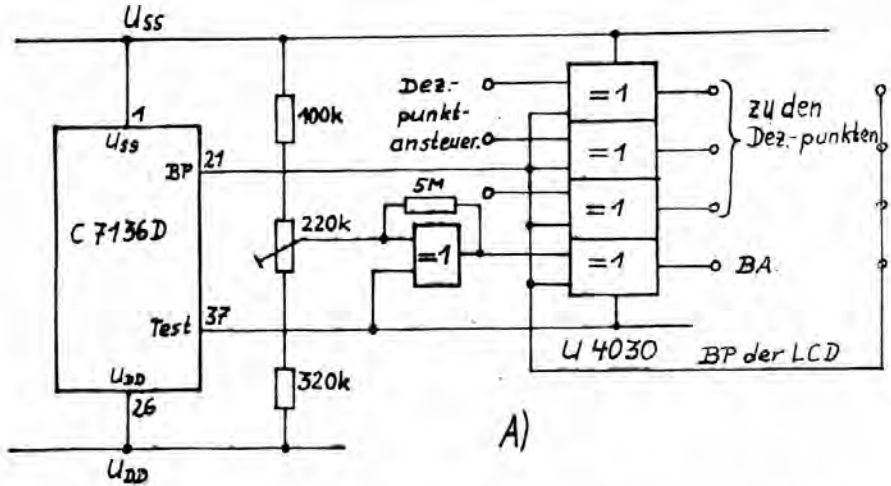 USS
1
USS
BP
21
C 7136D
Test
37
UDD
26
UDD
100k
220k
320k
5M
=1
Dez.-
punkt-
ansteuer.
=1
=1
=1
=1
zu den
Dez.-punkten
BA
U 4030
BP der LCD
A)